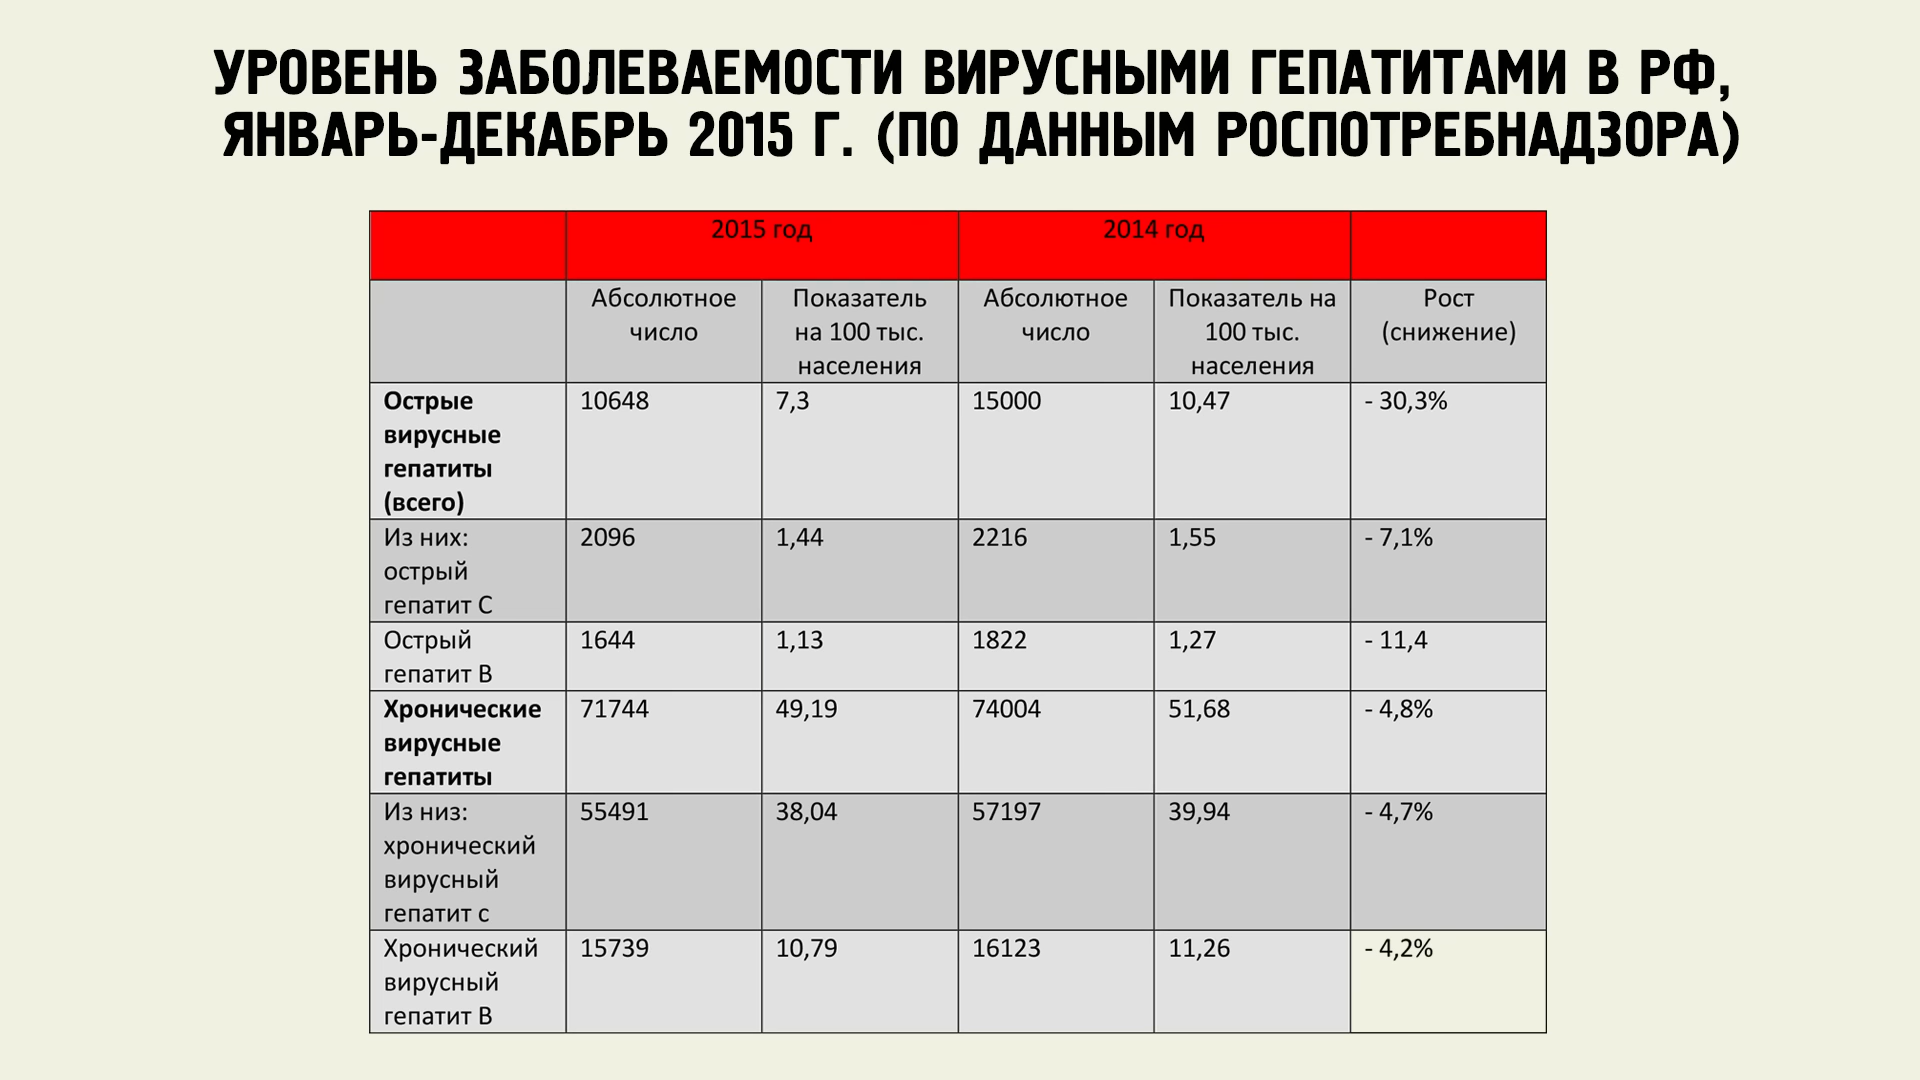 УРОВЕНЬ ЗАБОЛЕВАЕМОСТИ ВИРУСНЫМИ ГЕПАТИТАМИ В РФ,
ЯНВАРЬ-ДЕКАБРЬ 2015 Г. (ПО ДАННЫМ РОСПОТРЕБНАДЗОРА)
2015 год
2014 год
Абсолютное
число
Показатель
на 100 тыс.
населения
Абсолютное
число
Показатель на
100 тыс.
населения
Рост
(снижение)
Острые
вирусные
гепатиты
(всего)
10648
7,3
15000
10,47
- 30,3%
Из них:
острый
гепатит С
2096
1,44
2216
1,55
- 7,1%
Острый
гепатит В
1644
1,13
1822
1,27
- 11,4
Хронические
вирусные
гепатиты
71744
49,19
74004
51,68
- 4,8%
Из низ:
хронический
вирусный
гепатит с
55491
38,04
57197
39,94
- 4,7%
Хронический
вирусный
гепатит В
15739
10,79
16123
11,26
- 4,2%